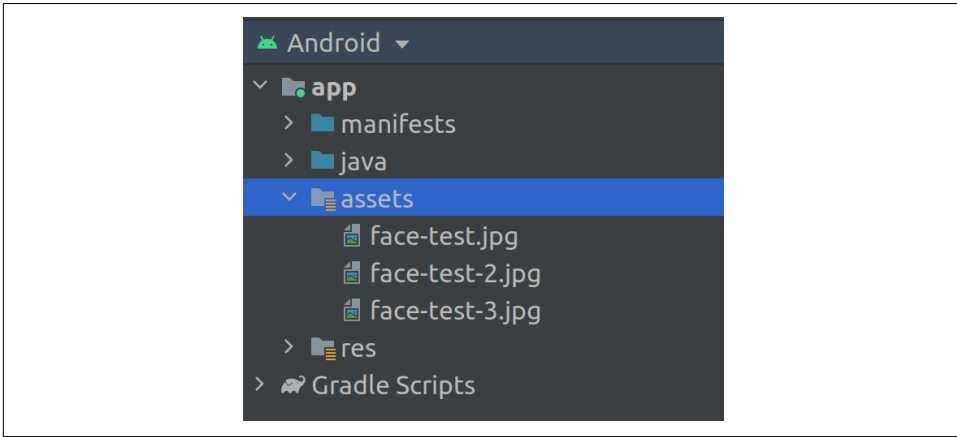 Android
app
manifests
java
assets
face-test.jpg
face-test-2.jpg
face-test-3.jpg
res
Gradle Scripts